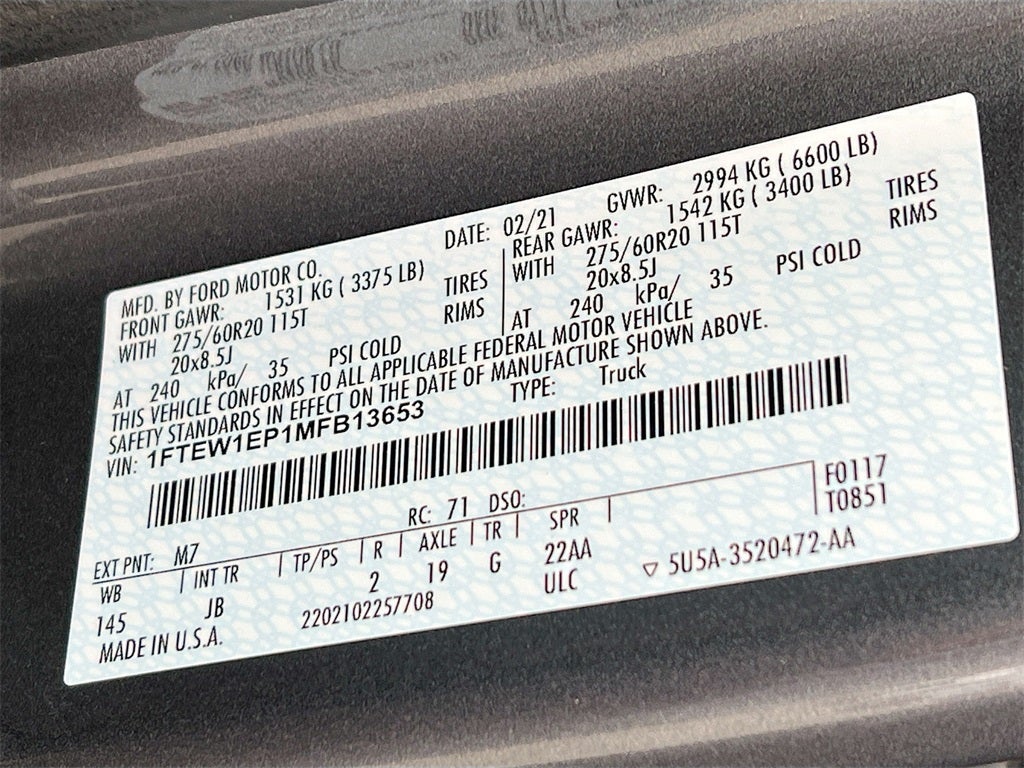 MFD. BY FORD MOTOR CO.
DATE: 02/21
GVWR: 2994 KG ( 6600 LB)
FRONT GAWR: 1531 KG ( 3375 LB)
REAR GAWR: 1542 KG ( 3400 LB)
WITH 275/60R20 115T TIRES
WITH 275/60R20 115T TIRES
20x8.5J RIMS
20x8.5J RIMS
AT 240 kPa/ 35 PSI COLD
AT 240 kPa/ 35 PSI COLD
THIS VEHICLE CONFORMS TO ALL APPLICABLE FEDERAL MOTOR VEHICLE
SAFETY STANDARDS IN EFFECT ON THE DATE OF MANUFACTURE SHOWN ABOVE.
VIN: 1FTEW1EP1MFB13653
TYPE: Truck
F0117
T0851
EXT PNT: M7 RC: 71 DSO:
WB INT TR TP/PS R AXLE TR SPR
145 JB 2 19 G 22AA
ULC
MADE IN U.S.A. 2202102257708
▽ 5U5A-3520472-AA